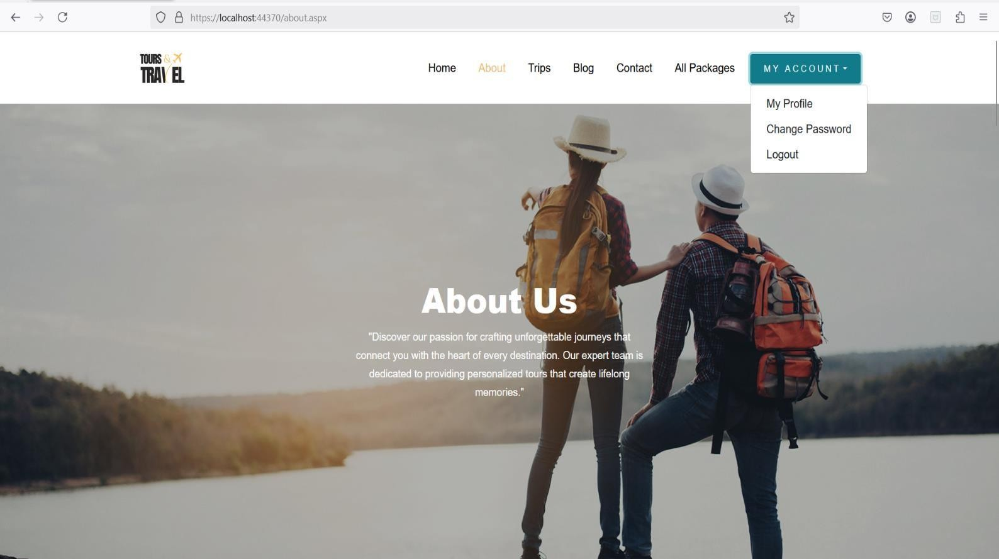 https://localhost:44370/about.aspx
TOURS &
TRAVEL
Home
About
Trips
Blog
Contact
All Packages
MY ACCOUNT
My Profile
Change Password
Logout
About Us
"Discover our passion for crafting unforgettable journeys that
connect you with the heart of every destination. Our expert team is
dedicated to providing personalized tours that create lifelong
memories."